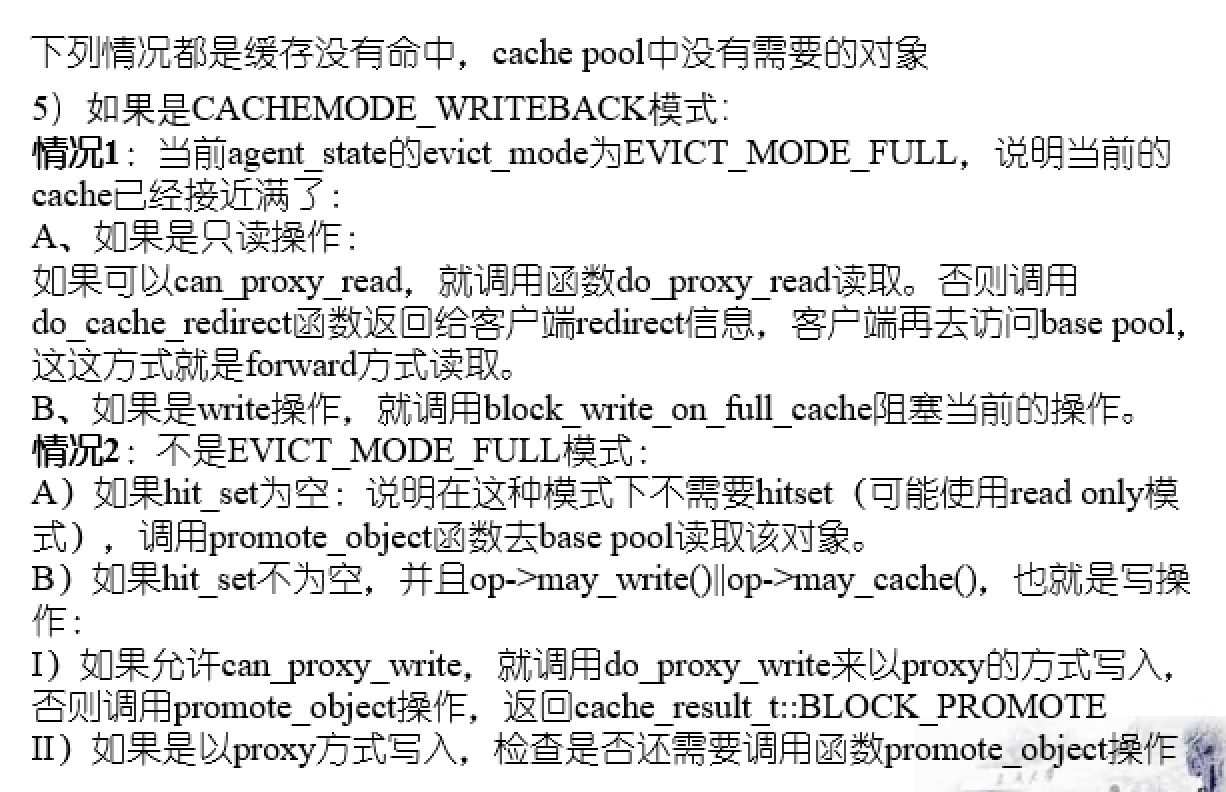 下列情况都是缓存没有命中，cache pool中没有需要的对象
5）如果是CACHEMODE_WRITEBACK模式：
情况1：当前agent_state的evict_mode为EVICT_MODE_FULL，说明当前的
cache已经接近满了：
A、如果是只读操作：
如果可以can_proxy_read，就调用函数do_proxy_read读取。否则调用
do_cache_redirect函数返回给客户端redirect信息，客户端再去访问base pool，
这这方式就是forward方式读取。
B、如果是write操作，就调用block_write_on_full_cache阻塞当前的操作。
情况2：不是EVICT_MODE_FULL模式：
A）如果hit_set为空：说明在这种模式下不需要hitset（可能使用read only模
式），调用promote_object函数去base pool读取该对象。
B）如果hit_set不为空，并且op->may_write()||op->may_cache()，也就是写操
作：
I）如果允许can_proxy_write，就调用do_proxy_write来以proxy的方式写入，
否则调用promote_object操作，返回cache_result_t::BLOCK_PROMOTE
II）如果是以proxy方式写入，检查是否还需要调用函数promote_object操作